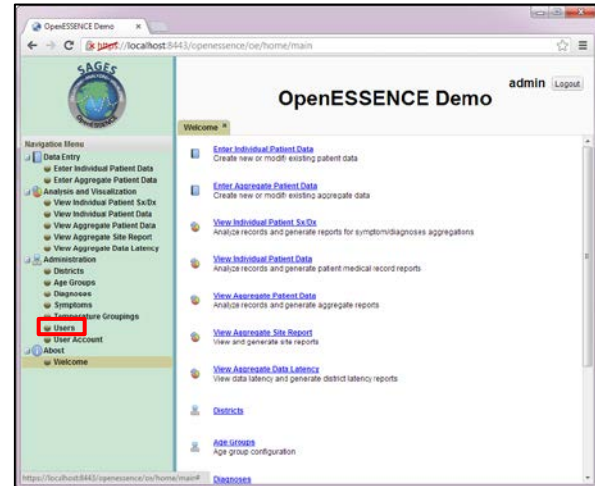 OpenESSENCE Demo
https://localhost:8443/openessence/oe/home/main
SAGES
OpenESSENCE
OpenESSENCE Demo
admin Logout
Welcome
Navigation Menu
Data Entry
Enter Individual Patient Data
Enter Aggregate Patient Data
Analysis and Visualization
View Individual Patient Sx/Dx
View Individual Patient Data
View Aggregate Patient Data
View Aggregate Site Report
View Aggregate Data Latency
Administration
Districts
Age Groups
Diagnoses
Symptoms
Temperature Groupings
Users
User Account
About
Welcome
Enter Individual Patient Data
Create new or modify existing patient data
Enter Aggregate Patient Data
Create new or modify existing aggregate data
View Individual Patient Sx/Dx
Analyze records and generate reports for symptom/diagnoses aggregations
View Individual Patient Data
Analyze records and generate patient medical record reports
View Aggregate Patient Data
Analyze records and generate aggregate reports
View Aggregate Site Report
View and generate site reports
View Aggregate Data Latency
View data latency and generate district latency reports
Districts
Age Groups
Age group configuration
Diagnoses
https://localhost:8443/openessence/oe/home/main#